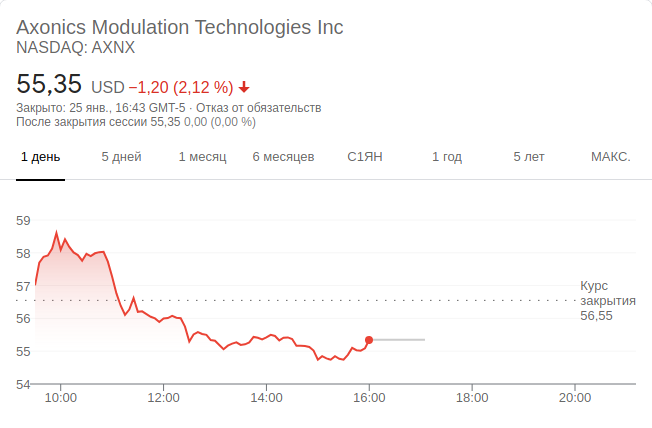 Axonics Modulation Technologies Inc
NASDAQ: AXNX
55,35 USD −1,20 (2,12 %)
Закрыто: 25 янв., 16:43 GMT-5 · Отказ от обязательств
После закрытия сессии 55,35 0,00 (0,00 %)
1 день 5 дней 1 месяц 6 месяцев С1ЯН 1 год 5 лет МАКС.
59
58
57
56
55
54
Курс
закрытия
56,55
10:00 12:00 14:00 16:00 18:00 20:00